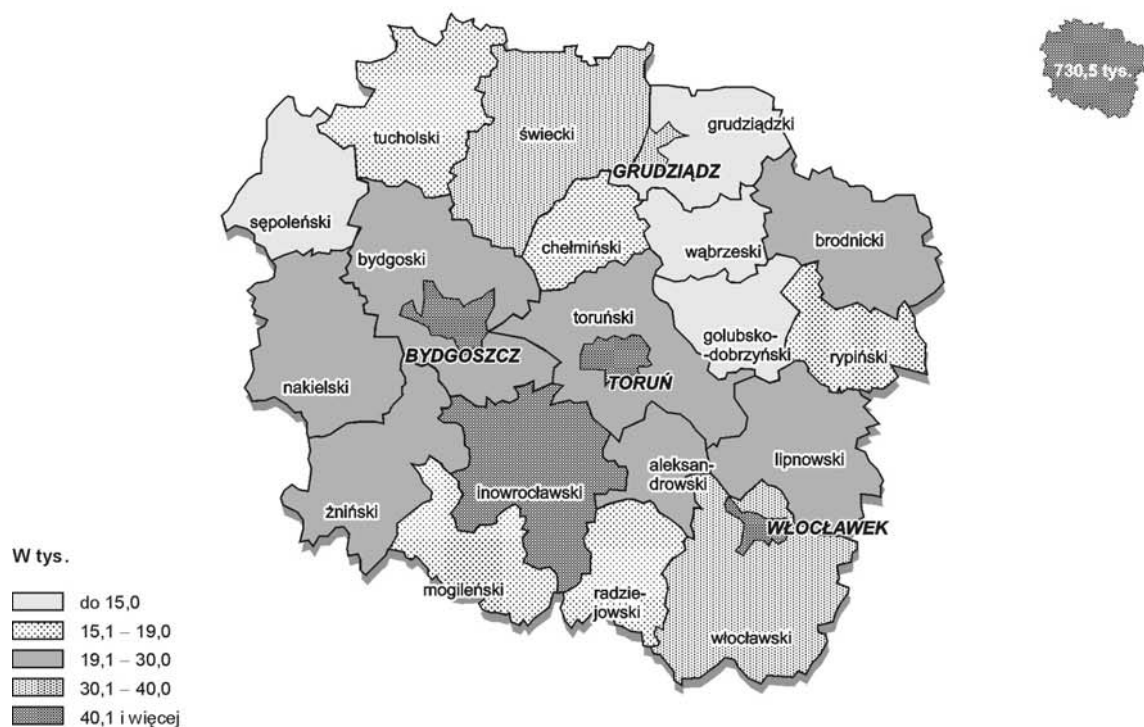 730,5 tys.
tucholski
świecki
grudziądzki
GRUDZIĄDZ
sępoleński
bydgoski
chełmiński
wąbrzeski
brodnicki
toruński
golubsko-
-dobrzyński
rypiński
BYDGOSZCZ
TORUŃ
nakielski
aleksan-
drowski
lipnowski
inowrocławski
żniński
WŁOCŁAWEK
mogileński
radzie-
jowski
włocławski
W tys.
do 15,0
15,1 – 19,0
19,1 – 30,0
30,1 – 40,0
40,1 i więcej